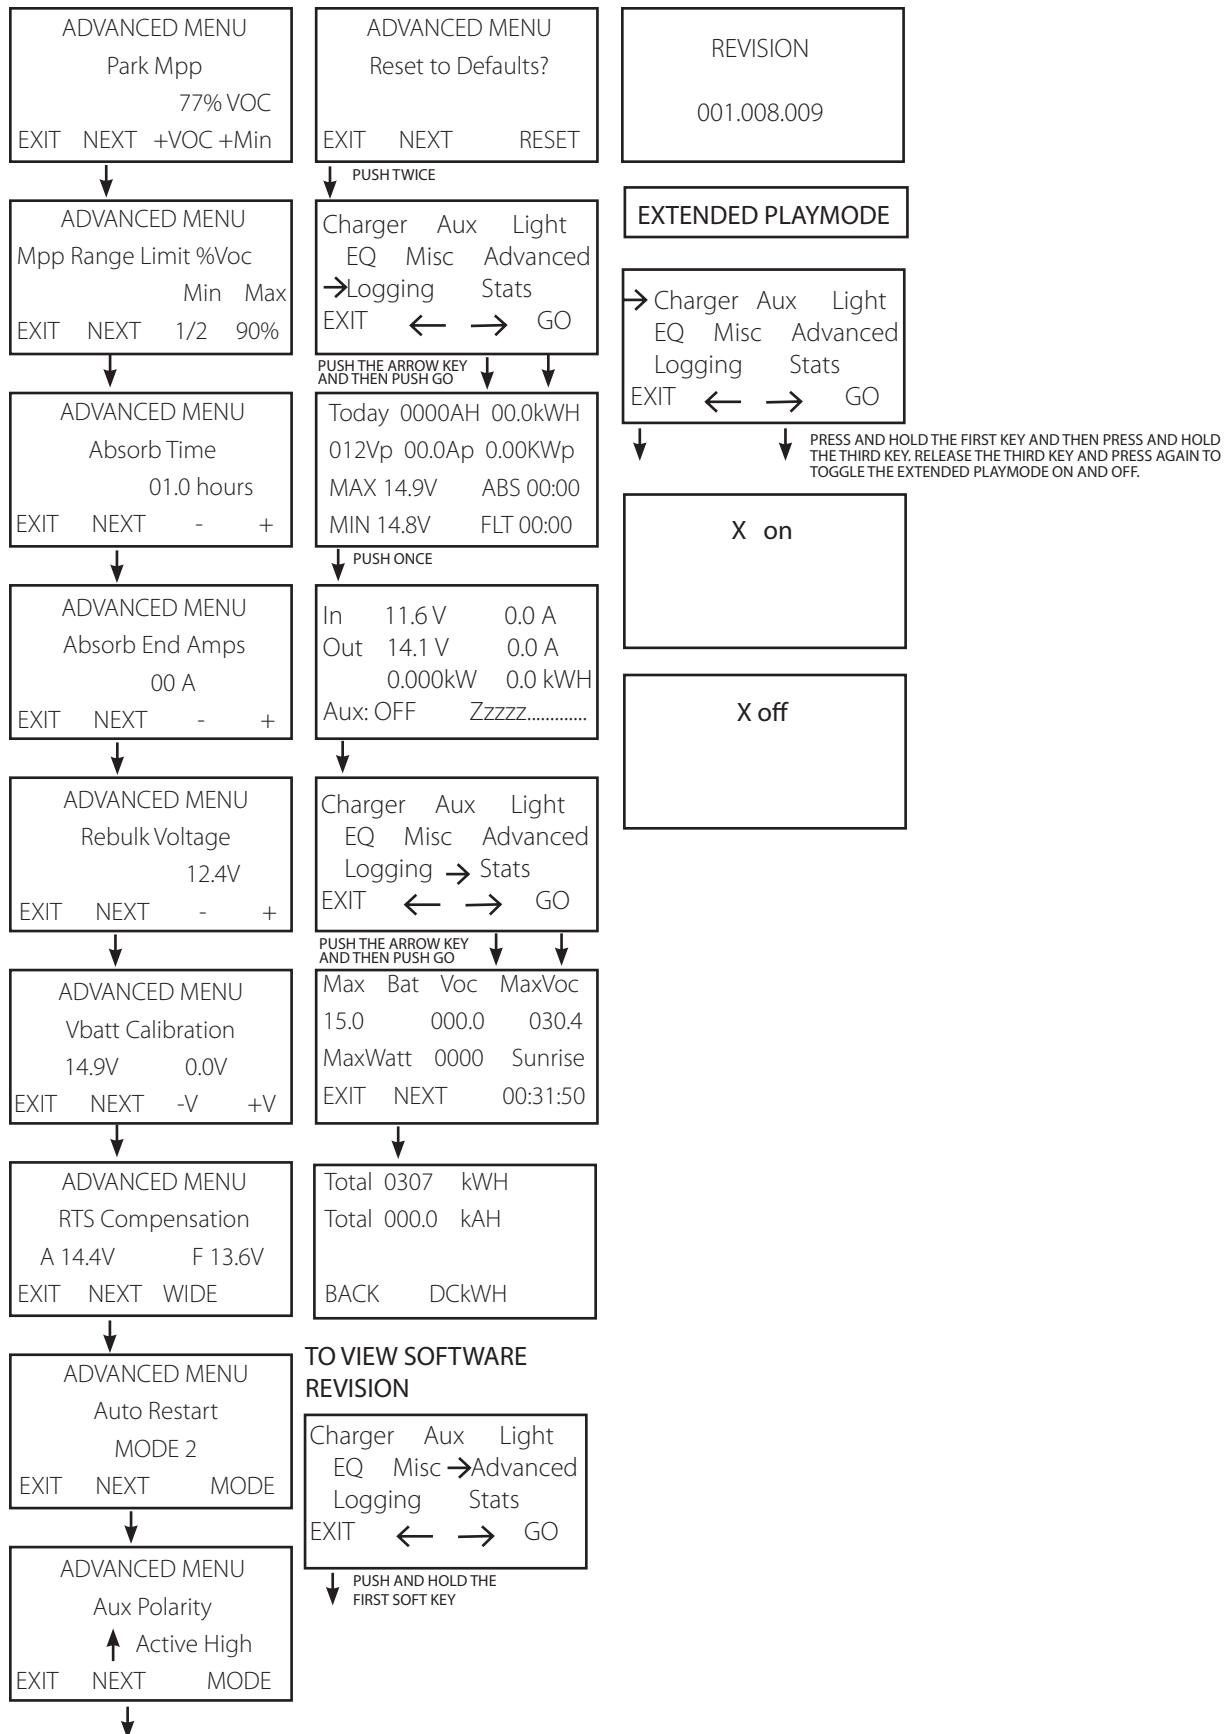 ADVANCED MENU
Park Mpp
77% VOC
EXIT NEXT +VOC +Min
ADVANCED MENU
Mpp Range Limit %Voc
Min Max
EXIT NEXT 1/2 90%
ADVANCED MENU
Absorb Time
01.0 hours
EXIT NEXT - +
ADVANCED MENU
Absorb End Amps
00 A
EXIT NEXT - +
ADVANCED MENU
Rebulk Voltage
12.4V
EXIT NEXT - +
ADVANCED MENU
Vbatt Calibration
14.9V 0.0V
EXIT NEXT -V +V
ADVANCED MENU
RTS Compensation
A 14.4V F 13.6V
EXIT NEXT WIDE
ADVANCED MENU
Auto Restart
MODE 2
EXIT NEXT MODE
ADVANCED MENU
Aux Polarity
↑ Active High
EXIT NEXT MODE
ADVANCED MENU
Reset to Defaults?
EXIT NEXT RESET
PUSH TWICE
Charger Aux Light
EQ Misc Advanced
→Logging Stats
EXIT ← → GO
PUSH THE ARROW KEY
AND THEN PUSH GO
Today 0000AH 00.0kWH
012Vp 00.0Ap 0.00KWp
MAX 14.9V ABS 00:00
MIN 14.8V FLT 00:00
PUSH ONCE
In 11.6 V 0.0 A
Out 14.1 V 0.0 A
0.000kW 0.0 kWH
Aux: OFF Zzzzz.............
Charger Aux Light
EQ Misc Advanced
Logging → Stats
EXIT ← → GO
PUSH THE ARROW KEY
AND THEN PUSH GO
Max Bat Voc MaxVoc
15.0 000.0 030.4
MaxWatt 0000 Sunrise
EXIT NEXT 00:31:50
Total 0307 kWH
Total 000.0 kAH
BACK DCkWH
TO VIEW SOFTWARE
REVISION
Charger Aux Light
EQ Misc →Advanced
Logging Stats
EXIT ← → GO
PUSH AND HOLD THE
FIRST SOFT KEY
REVISION
001.008.009
EXTENDED PLAYMODE
→ Charger Aux Light
EQ Misc Advanced
Logging Stats
EXIT ← → GO
PRESS AND HOLD THE FIRST KEY AND THEN PRESS AND HOLD
THE THIRD KEY. RELEASE THE THIRD KEY AND PRESS AGAIN TO
TOGGLE THE EXTENDED PLAYMODE ON AND OFF.
X on
X off